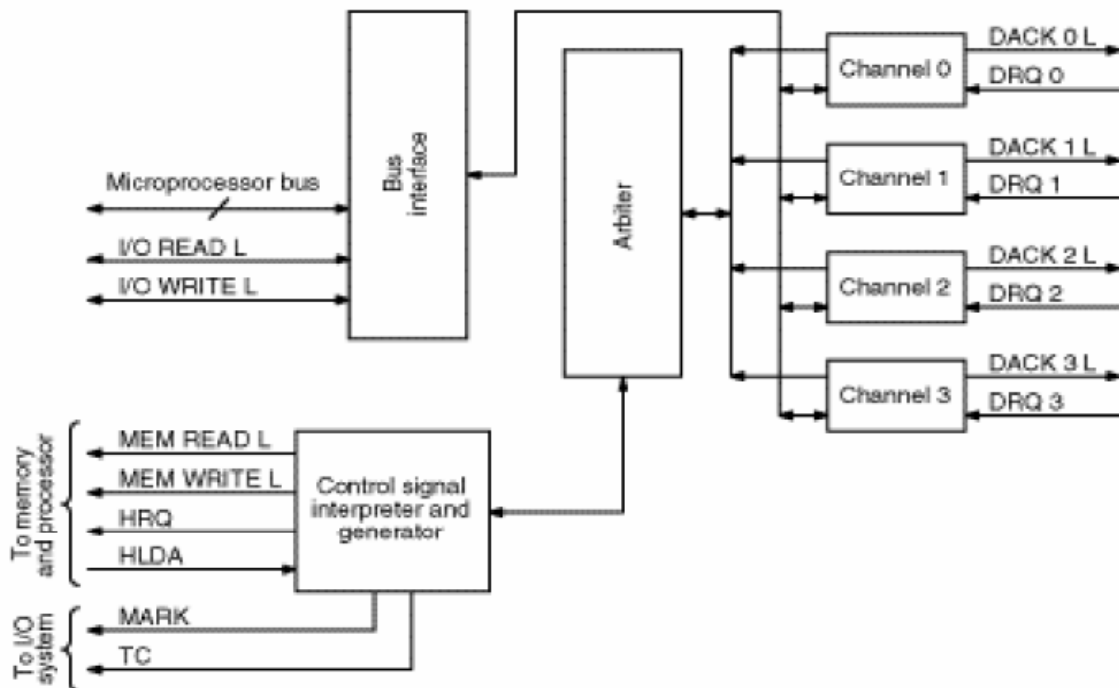 Microprocessor bus
I/O READ L
I/O WRITE L
Bus
interface
Arbiter
Channel 0
DACK 0 L
DRQ 0
Channel 1
DACK 1 L
DRQ 1
Channel 2
DACK 2 L
DRQ 2
Channel 3
DACK 3 L
DRQ 3
To memory
and processor
MEM READ L
MEM WRITE L
HRQ
HLDA
Control signal
interpreter and
generator
To I/O
system
MARK
TC